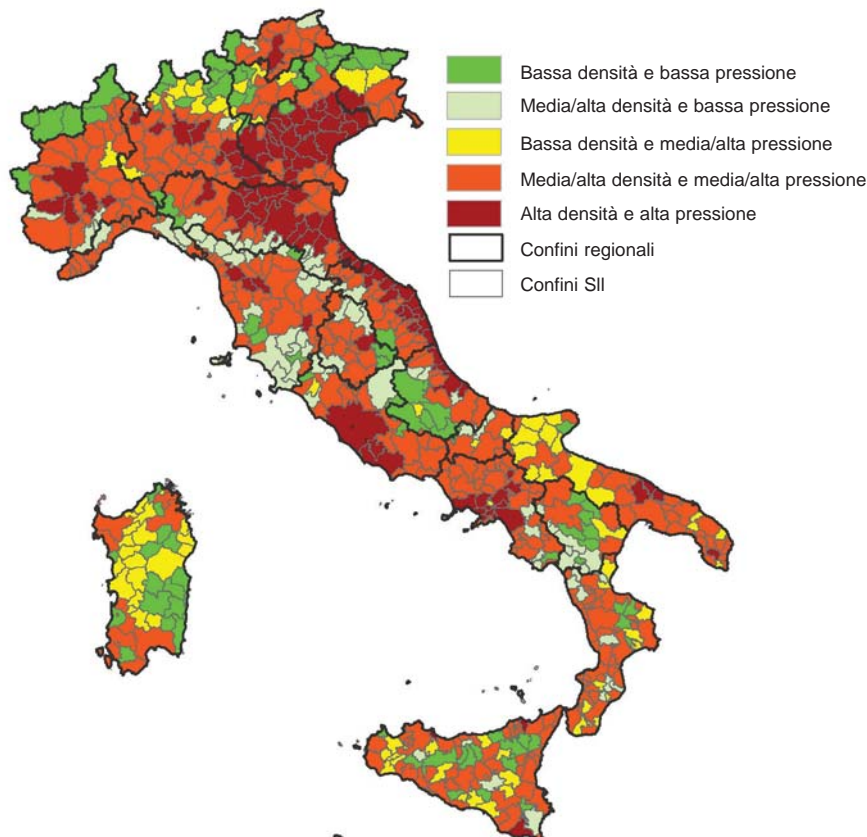 Bassa densità e bassa pressione
Media/alta densità e bassa pressione
Bassa densità e media/alta pressione
Media/alta densità e media/alta pressione
Alta densità e alta pressione
Confini regionali
Confini Sll